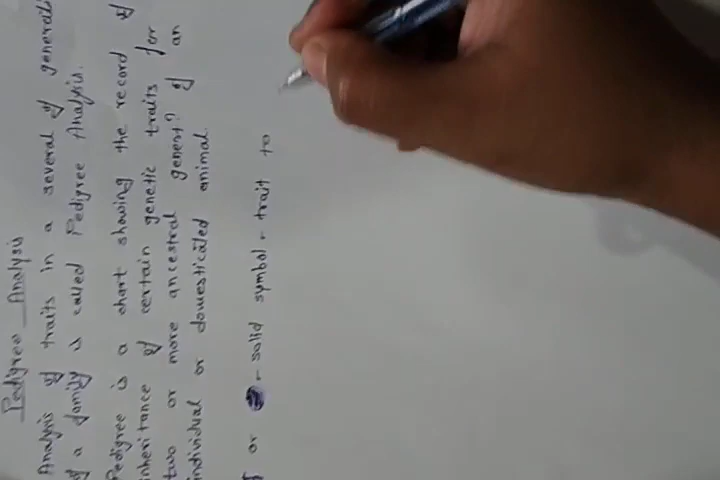 Pedigree Analysis
Analysis of traits in a several of generati
of a family is called Pedigree Analysis.
Pedigree is a chart showing the record of
inheritance of certain genetic traits for
two or more ancestral generⁿ of an
individual or domesticated animal.
or - solid symbol - trait to